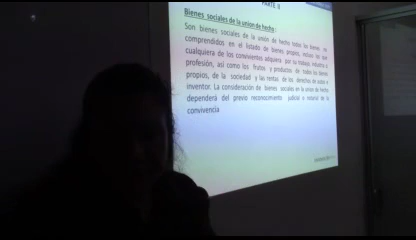 PARTE II
Bienes sociales de la union de hecho :
Son bienes sociales de la unión de hecho todos los bienes no
comprendidos en el listado de bienes propios, incluso los que
cualquiera de los convivientes adquiera por su trabajo, industria o
profesión, así como los frutos y productos de todos los bienes
propios, de la sociedad y las rentas de los derechos de autor o
inventor. La consideración de bienes sociales en la union de hecho
dependerá del previo reconocimiento judicial o notarial de la
convivencia